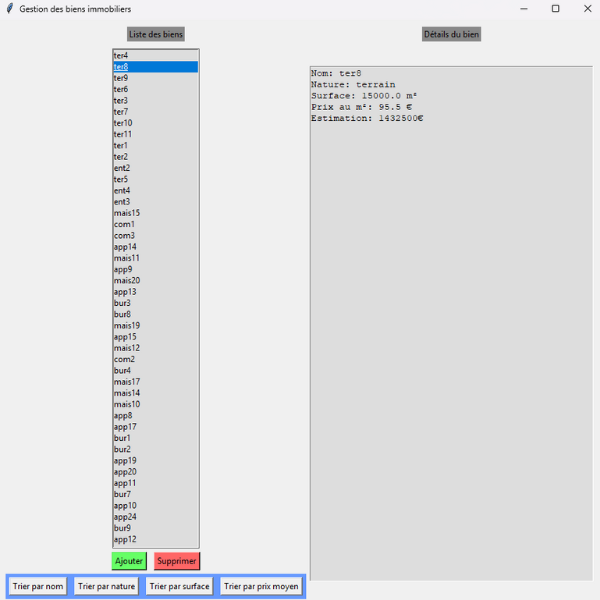 Gestion des biens immobiliers
Liste des biens
ter4
ter8
ter9
ter6
ter3
ter7
ter10
ter11
ter1
ter2
ent2
ter5
ent4
ent3
mais15
com1
com3
app14
mais11
app9
mais20
app13
bur3
bur8
mais19
app15
mais12
com2
bur4
mais17
mais14
mais10
app8
app17
bur1
bur2
app19
app20
app11
bur7
app10
app24
bur9
app12
Ajouter Supprimer
Trier par nom Trier par nature Trier par surface Trier par prix moyen
Détails du bien
Nom: ter8
Nature: terrain
Surface: 15000.0 m²
Prix au m²: 95.5 €
Estimation: 1432500€